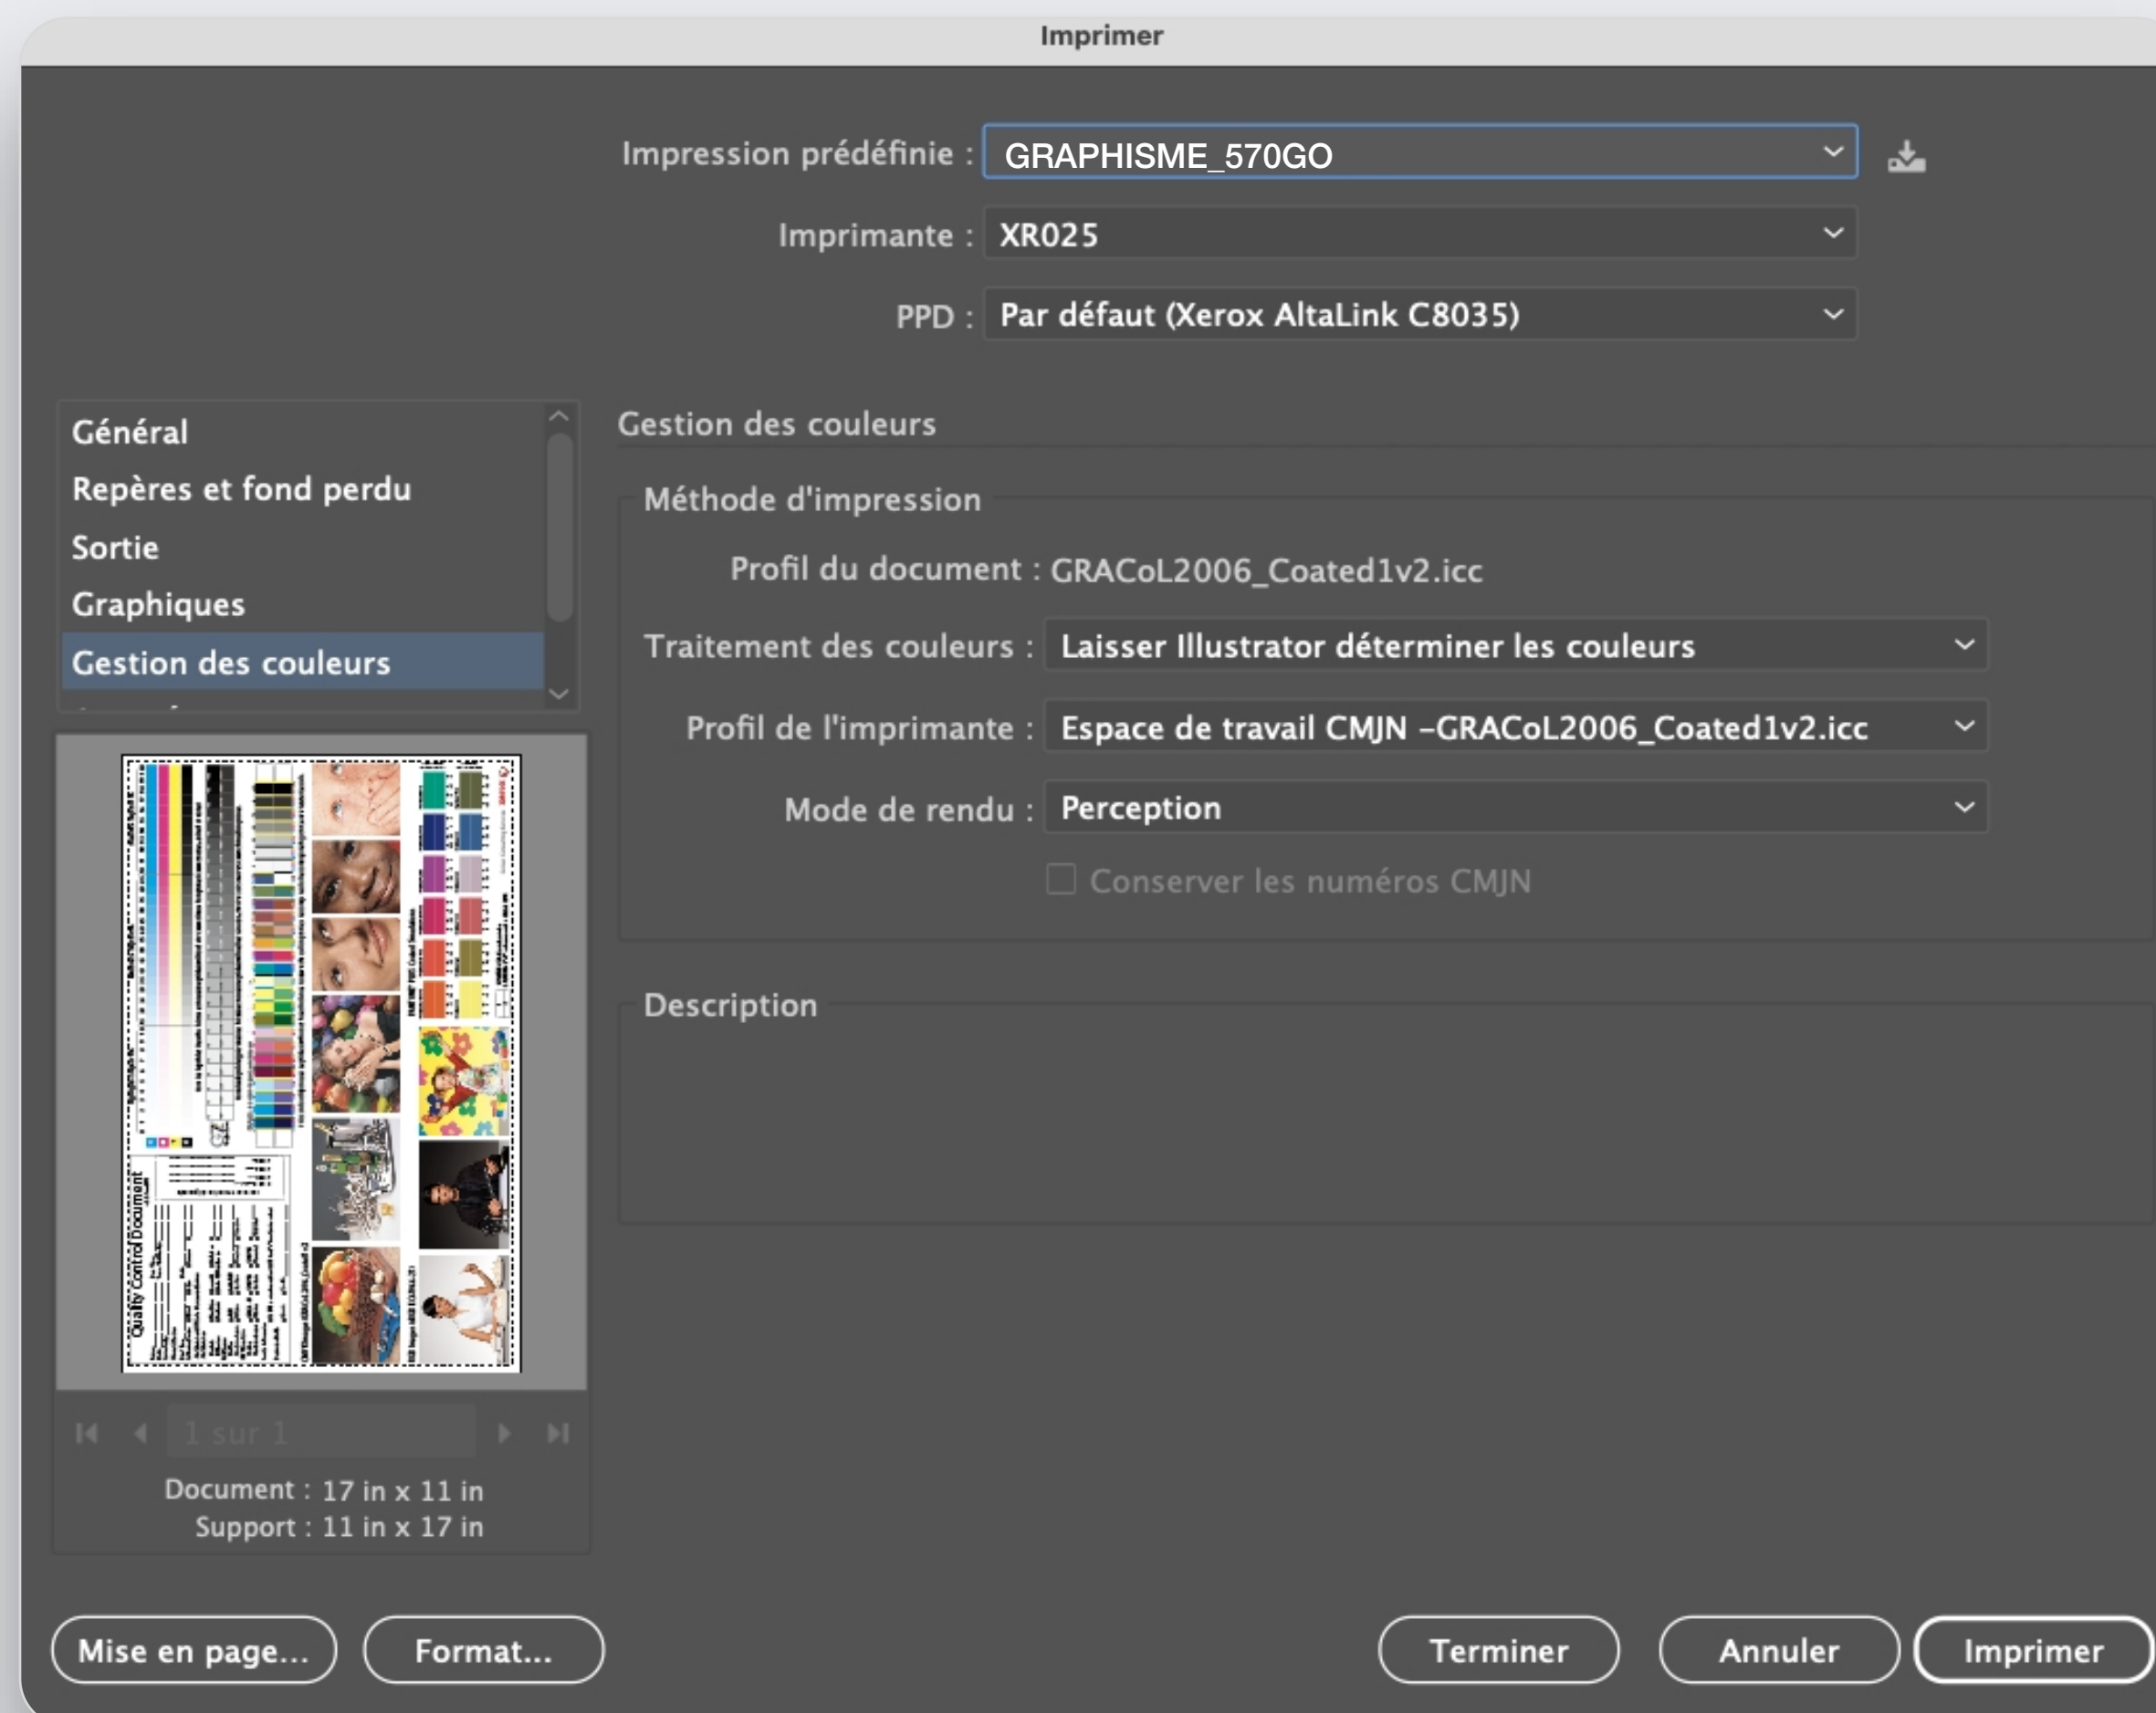 Imprimer
Impression prédéfinie : GRAPHISME_570GO
Imprimante : XR025
PPD : Par défaut (Xerox AltaLink C8035)
Général
Repères et fond perdu
Sortie
Graphiques
Gestion des couleurs
Gestion des couleurs
Méthode d'impression
Profil du document : GRACoL2006_Coated1v2.icc
Traitement des couleurs : Laisser Illustrator déterminer les couleurs
Profil de l'imprimante : Espace de travail CMJN –GRACoL2006_Coated1v2.icc
Mode de rendu : Perception
Conserver les numéros CMJN
Description
Quality Control Document
1 sur 1
Document : 17 in x 11 in
Support : 11 in x 17 in
Mise en page...
Format...
Terminer
Annuler
Imprimer